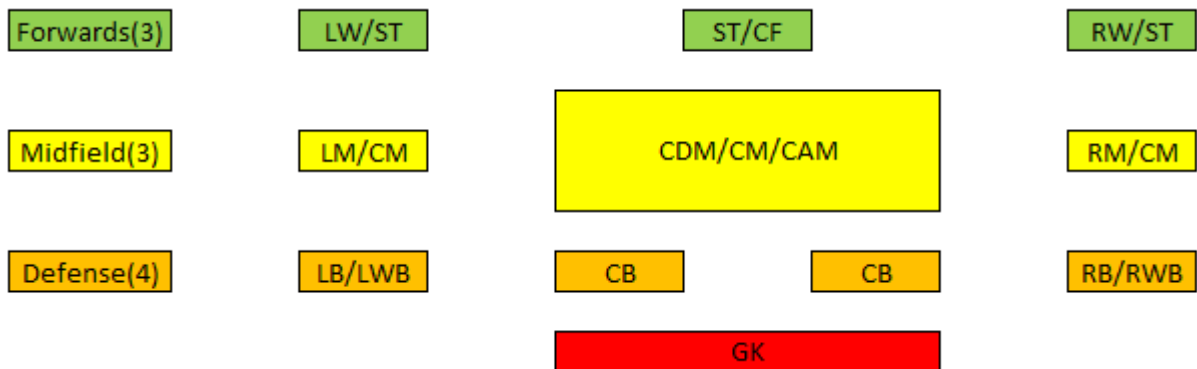 Forwards(3) LW/ST ST/CF RW/ST
Midfield(3) LM/CM CDM/CM/CAM RM/CM
Defense(4) LB/LWB CB CB RB/RWB
GK